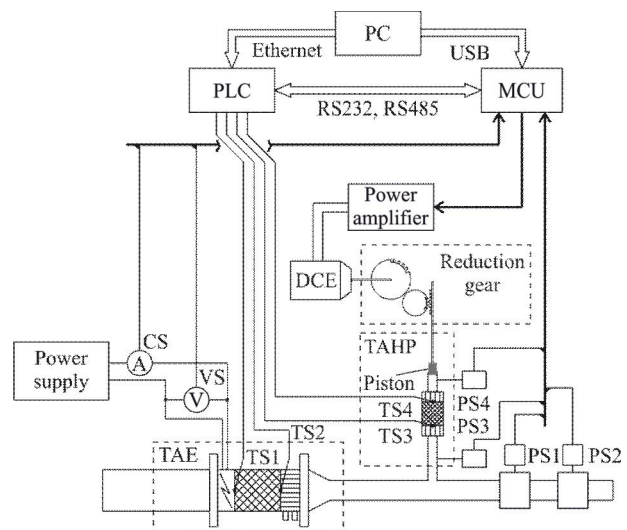 PC
Ethernet
USB
PLC
MCU
RS232, RS485
Power
amplifier
DCE
Reduction
gear
CS
TAHP
Power
supply
A
VS
Piston
V
TS4
PS4
TS2
TS3
PS3
TAE
TS1
PS1
PS2